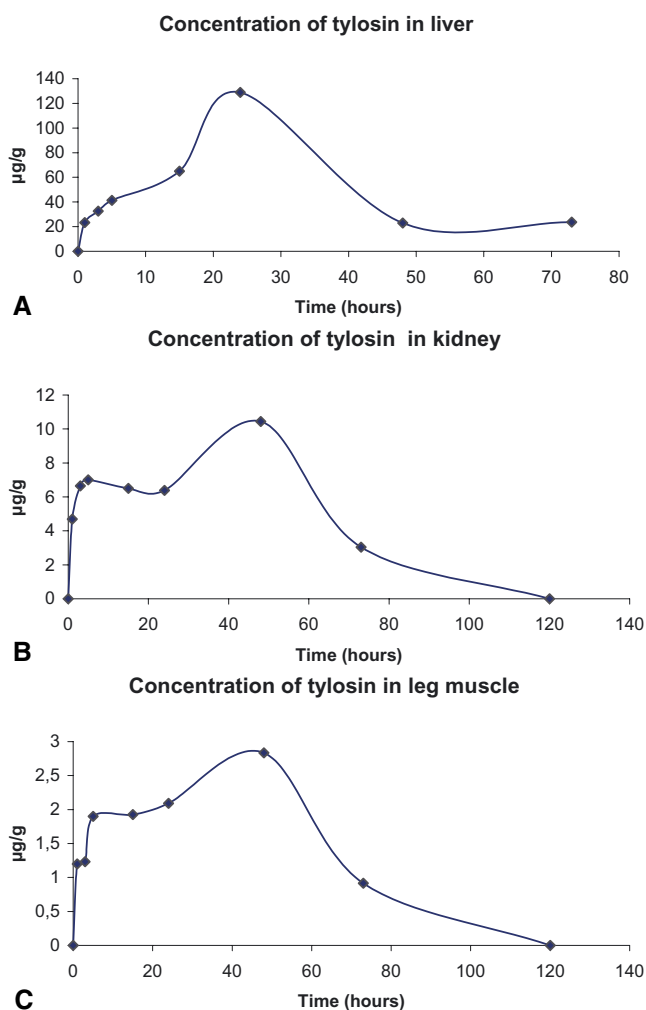 Concentration of tylosin in liver
140
120
100
80
60
40
20
0
µg/g
0 10 20 30 40 50 60 70 80
Time (hours)
A
Concentration of tylosin in kidney
12
10
8
6
4
2
0
µg/g
0 20 40 60 80 100 120 140
Time (hours)
B
Concentration of tylosin in leg muscle
3
2,5
2
1,5
1
0,5
0
µg/g
0 20 40 60 80 100 120 140
Time (hours)
C